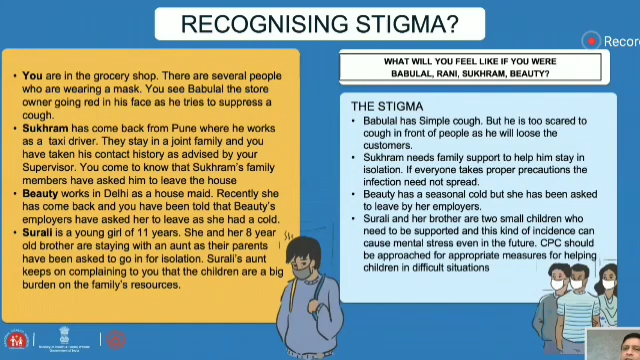 RECOGNISING STIGMA?
Recor
• You are in the grocery shop. There are several people
who are wearing a mask. You see Babulal the store
owner going red in his face as he tries to suppress a
cough.
• Sukhram has come back from Pune where he works
as a taxi driver. They stay in a joint family and you
have taken his contact history as advised by your
Supervisor. You come to know that Sukhram's family
members have asked him to leave the house
• Beauty works in Delhi as a house maid. Recently she
has come back and you have been told that Beauty's
employers have asked her to leave as she had a cold.
• Surali is a young girl of 11 years. She and her 8 year
old brother are staying with an aunt as their parents
have been asked to go in for isolation. Surali's aunt
keeps on complaining to you that the children are a big
burden on the family's resources.
WHAT WILL YOU FEEL LIKE IF YOU WERE
BABULAL, RANI, SUKHRAM, BEAUTY?
THE STIGMA
• Babulal has Simple cough. But he is too scared to
cough in front of people as he will loose the
customers.
• Sukhram needs family support to help him stay in
isolation. If everyone takes proper precautions the
infection need not spread.
• Beauty has a seasonal cold but she has been asked
to leave by her employers.
• Surali and her brother are two small children who
need to be supported and this kind of incidence can
cause mental stress even in the future. CPC should
be approached for appropriate measures for helping
children in difficult situations
Ministry of Health & Family Welfare
Government of India